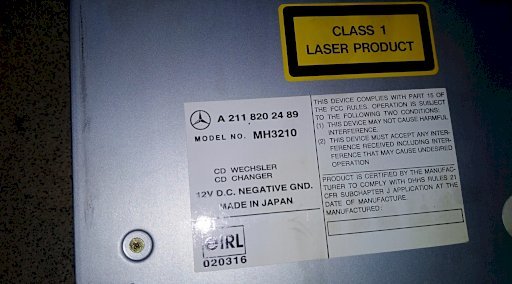 CLASS 1
LASER PRODUCT
A 211 820 24 89
MODEL NO. MH3210
CD WECHSLER
CD CHANGER
12V D.C. NEGATIVE GND.
MADE IN JAPAN
e IRL
020316
THIS DEVICE COMPLIES WITH PART 15 OF
THE FCC RULES. OPERATION IS SUBJECT
TO THE FOLLOWING TWO CONDITIONS:
(1) THIS DEVICE MAY NOT CAUSE HARMFUL
INTERFERENCE.
(2) THIS DEVICE MUST ACCEPT ANY INTER-
FERENCE RECEIVED INCLUDING INTER-
FERENCE THAT MAY CAUSE UNDESIRED
OPERATION
PRODUCT IS CERTIFIED BY THE MANUFAC-
TURER TO COMPLY WITH DHHS RULES 21
CFR SUBCHAPTER J APPLICATION AT THE
DATE OF MANUFACTURE.
MANUFACTURED: